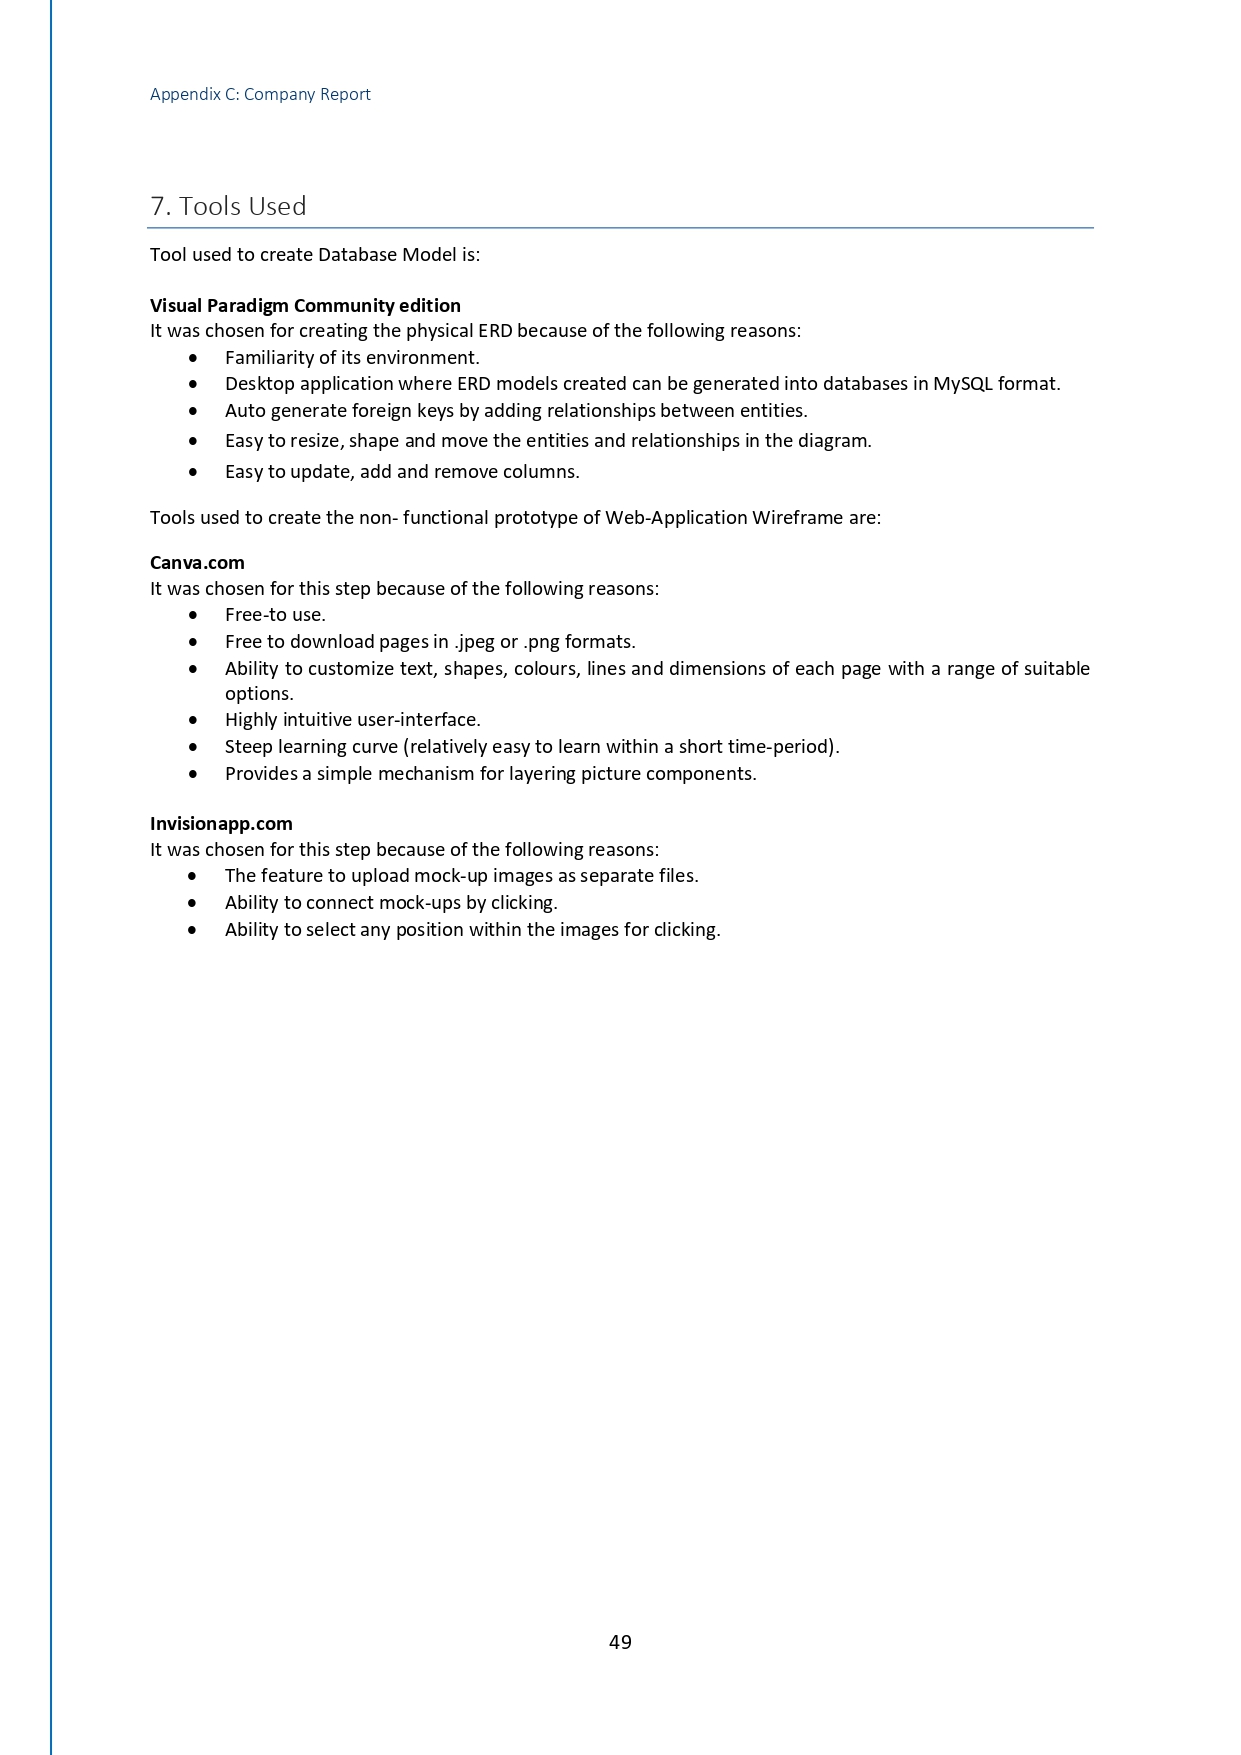 Appendix C: Company Report
7. Tools Used
Tool used to create Database Model is:
Visual Paradigm Community edition
It was chosen for creating the physical ERD because of the following reasons:
• Familiarity of its environment.
• Desktop application where ERD models created can be generated into databases in MySQL format.
• Auto generate foreign keys by adding relationships between entities.
• Easy to resize, shape and move the entities and relationships in the diagram.
• Easy to update, add and remove columns.
Tools used to create the non- functional prototype of Web-Application Wireframe are:
Canva.com
It was chosen for this step because of the following reasons:
• Free-to use.
• Free to download pages in .jpeg or .png formats.
• Ability to customize text, shapes, colours, lines and dimensions of each page with a range of suitable
options.
• Highly intuitive user-interface.
• Steep learning curve (relatively easy to learn within a short time-period).
• Provides a simple mechanism for layering picture components.
Invisionapp.com
It was chosen for this step because of the following reasons:
• The feature to upload mock-up images as separate files.
• Ability to connect mock-ups by clicking.
• Ability to select any position within the images for clicking.
49